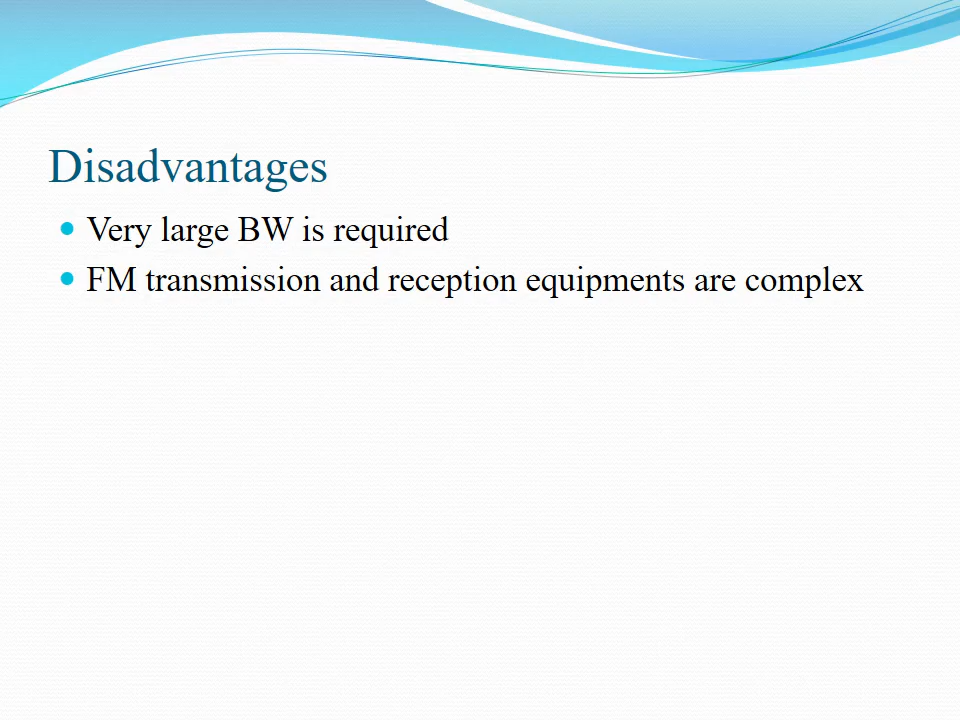 Disadvantages
Very large BW is required
FM transmission and reception equipments are complex